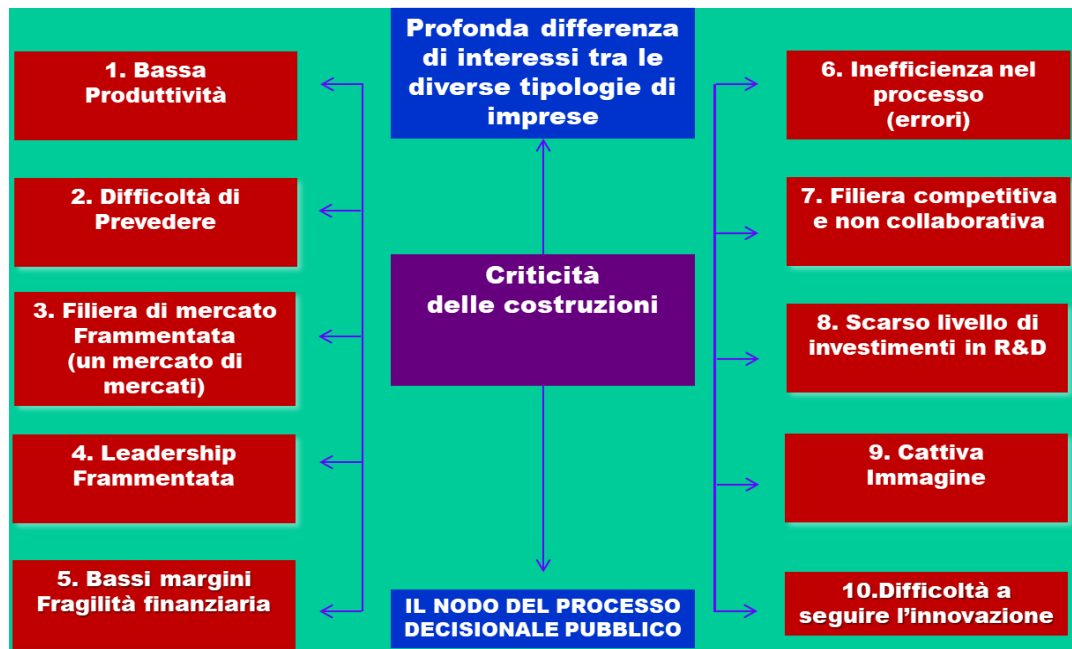 Profonda differenza
di interessi tra le
diverse tipologie di
imprese
1. Bassa
Produttività
2. Difficoltà di
Prevedere
3. Filiera di mercato
Frammentata
(un mercato di
mercati)
4. Leadership
Frammentata
5. Bassi margini
Fragilità finanziaria
Criticità
delle costruzioni
IL NODO DEL PROCESSO
DECISIONALE PUBBLICO
6. Inefficienza nel
processo
(errori)
7. Filiera competitiva
e non collaborativa
8. Scarso livello di
investimenti in R&D
9. Cattiva
Immagine
10.Difficoltà a
seguire l’innovazione